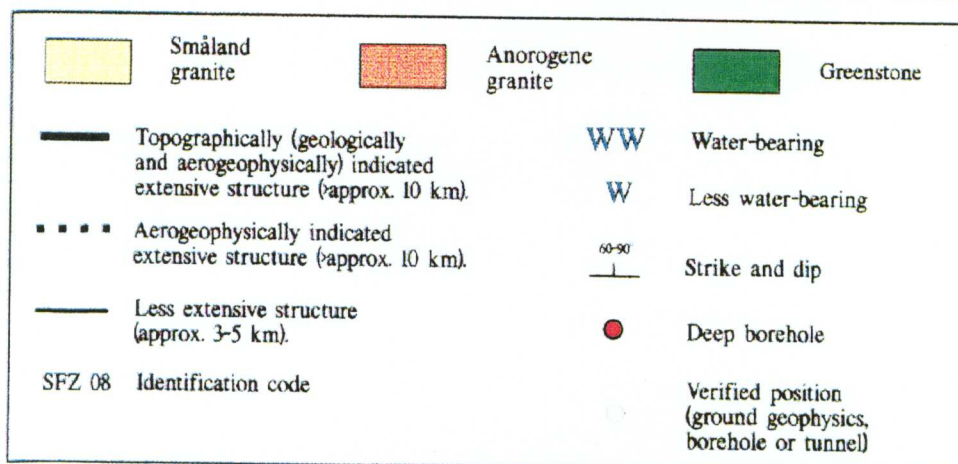 Småland
granite
Anorogene
granite
Greenstone
Topographically (geologically
and aerogeophysically) indicated
extensive structure (>approx. 10 km).
Aerogeophysically indicated
extensive structure (>approx. 10 km).
Less extensive structure
(approx. 3-5 km).
SFZ 08 Identification code
WW Water-bearing
W Less water-bearing
60-90° Strike and dip
Deep borehole
Verified position
(ground geophysics,
borehole or tunnel)